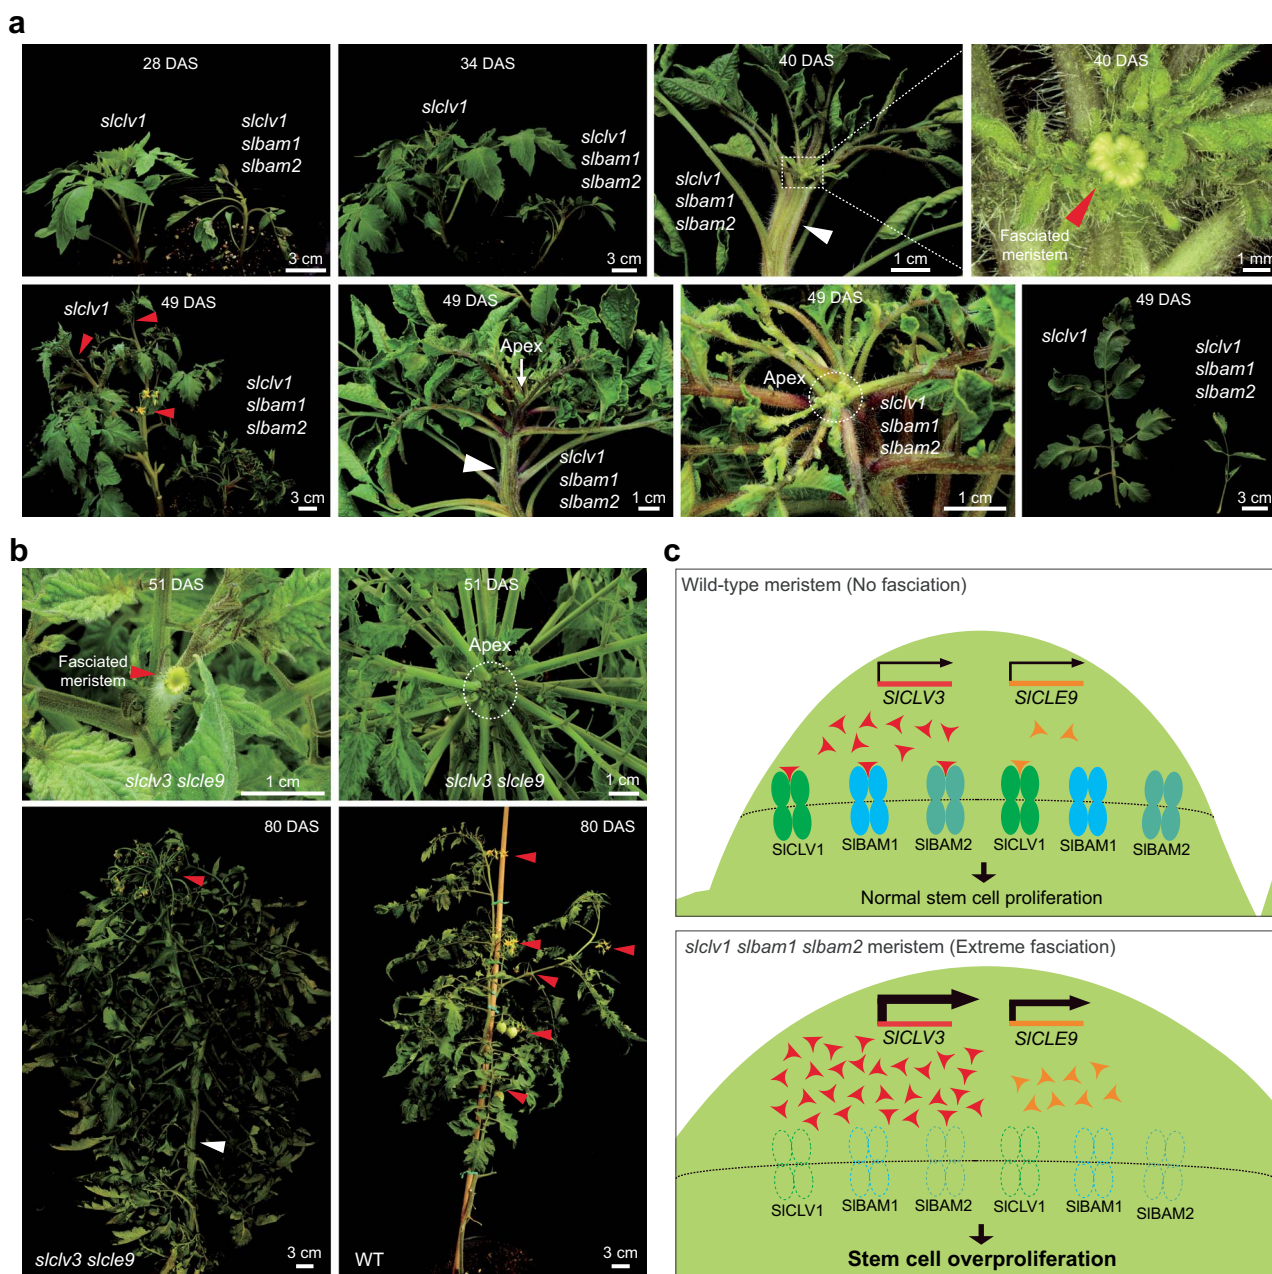 a
28 DAS
slclv1
slclv1
slbam1
slbam2
3 cm
34 DAS
slclv1
slclv1
slbam1
slbam2
3 cm
40 DAS
slclv1
slbam1
slbam2
1 cm
40 DAS
Fasciated
meristem
1 mm
49 DAS
slclv1
slclv1
slbam1
slbam2
3 cm
49 DAS
Apex
slclv1
slbam1
slbam2
1 cm
49 DAS
Apex
slclv1
slbam1
slbam2
1 cm
49 DAS
slclv1
slclv1
slbam1
slbam2
3 cm
b
51 DAS
Fasciated
meristem
slclv3 slcle9
1 cm
51 DAS
Apex
slclv3 slcle9
1 cm
80 DAS
slclv3 slcle9
3 cm
80 DAS
WT
3 cm
c
Wild-type meristem (No fasciation)
SlCLV3
SlCLE9
SlCLV1
SlBAM1
SlBAM2
SlCLV1
SlBAM1
SlBAM2
Normal stem cell proliferation
slclv1 slbam1 slbam2 meristem (Extreme fasciation)
SlCLV3
SlCLE9
SlCLV1
SlBAM1
SlBAM2
SlCLV1
SlBAM1
SlBAM2
Stem cell overproliferation